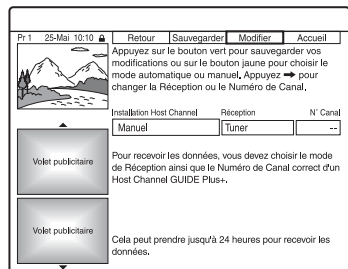 Pr 1 25-Mai 10:10 Retour Sauvegarder Modifier Accueil
Appuyez sur le bouton vert pour sauvegarder vos
modifications ou sur le bouton jaune pour choisir le
mode automatique ou manuel. Appuyez ➡ pour
changer la Réception ou le Numéro de Canal.
Installation Host Channel Réception N° Canal
Manuel Tuner --
Volet publicitaire
Pour recevoir les données, vous devez choisir le mode
de Réception ainsi que le Numéro de Canal correct d'un
Host Channel GUIDE Plus+.
Volet publicitaire
Cela peut prendre jusqu'à 24 heures pour recevoir les
données.